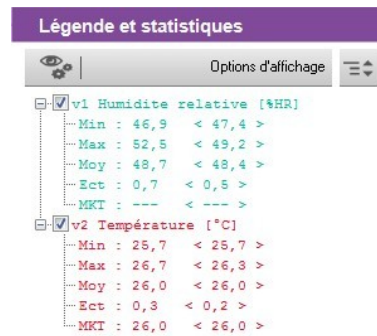 Légende et statistiques
Options d'affichage
v1 Humidite relative [%HR]
Min : 46,9 < 47,4 >
Max : 52,5 < 49,2 >
Moy : 48,7 < 48,4 >
Ect : 0,7 < 0,5 >
MKT : --- < --- >
v2 Température [°C]
Min : 25,7 < 25,7 >
Max : 26,7 < 26,3 >
Moy : 26,0 < 26,0 >
Ect : 0,3 < 0,2 >
MKT : 26,0 < 26,0 >